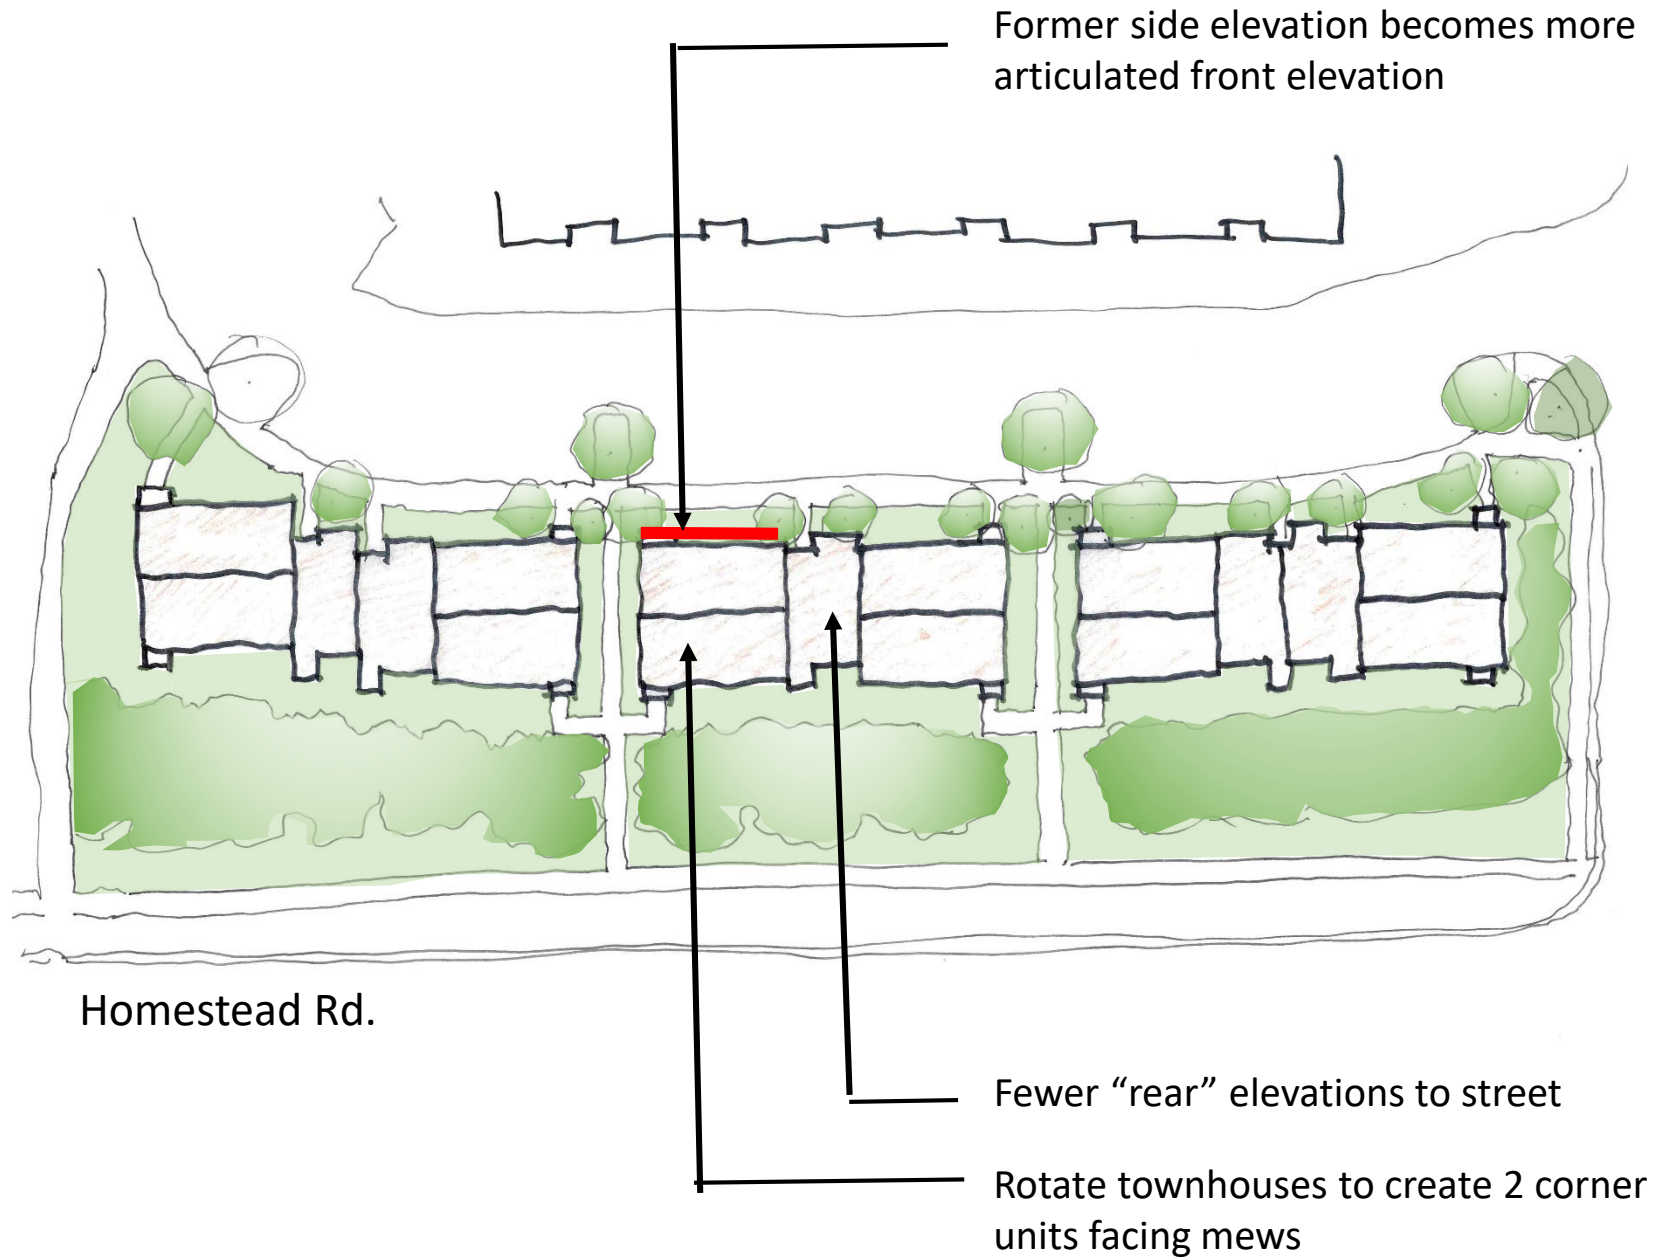 Former side elevation becomes more
articulated front elevation
Homestead Rd.
Fewer “rear” elevations to street
Rotate townhouses to create 2 corner
units facing mews